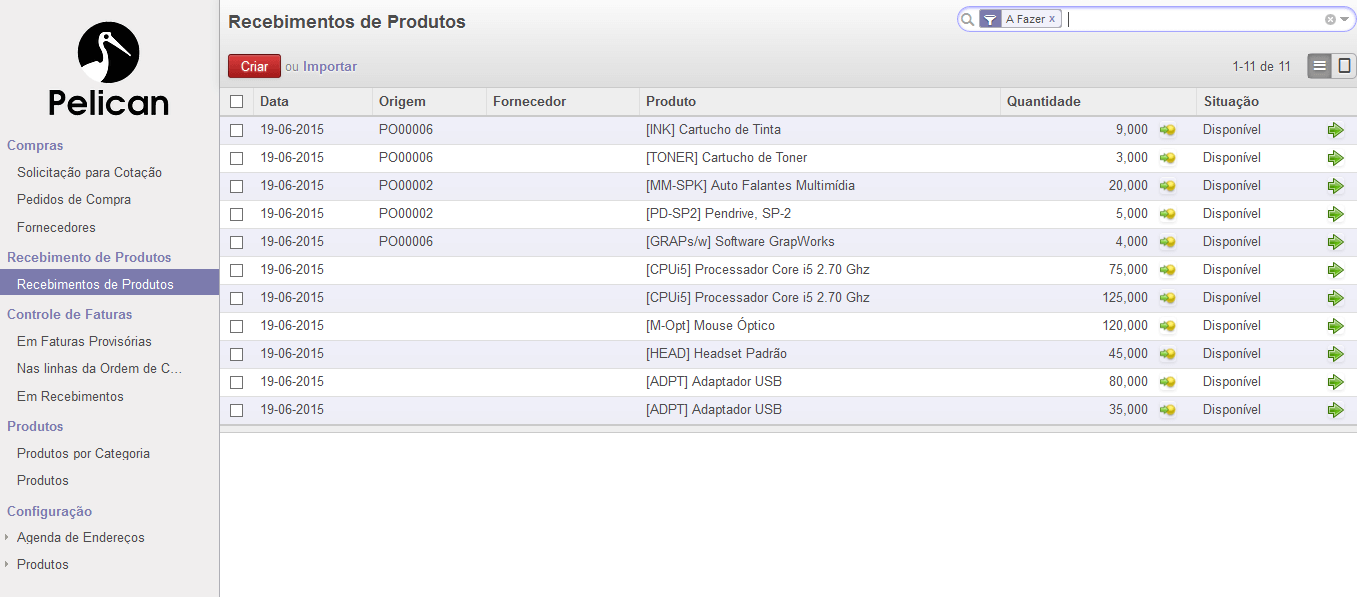 Pelican
Compras
Solicitação para Cotação
Pedidos de Compra
Fornecedores
Recebimento de Produtos
Recebimentos de Produtos
Controle de Faturas
Em Faturas Provisórias
Nas linhas da Ordem de C...
Em Recebimentos
Produtos
Produtos por Categoria
Produtos
Configuração
Agenda de Endereços
Produtos
Recebimentos de Produtos
A Fazer x
Criar ou Importar
1-11 de 11
Data Origem Fornecedor Produto Quantidade Situação
19-06-2015 PO00006 [INK] Cartucho de Tinta 9,000 Disponível
19-06-2015 PO00006 [TONER] Cartucho de Toner 3,000 Disponível
19-06-2015 PO00002 [MM-SPK] Auto Falantes Multimídia 20,000 Disponível
19-06-2015 PO00002 [PD-SP2] Pendrive, SP-2 5,000 Disponível
19-06-2015 PO00006 [GRAPs/w] Software GrapWorks 4,000 Disponível
19-06-2015 [CPUi5] Processador Core i5 2.70 Ghz 75,000 Disponível
19-06-2015 [CPUi5] Processador Core i5 2.70 Ghz 125,000 Disponível
19-06-2015 [M-Opt] Mouse Óptico 120,000 Disponível
19-06-2015 [HEAD] Headset Padrão 45,000 Disponível
19-06-2015 [ADPT] Adaptador USB 80,000 Disponível
19-06-2015 [ADPT] Adaptador USB 35,000 Disponível